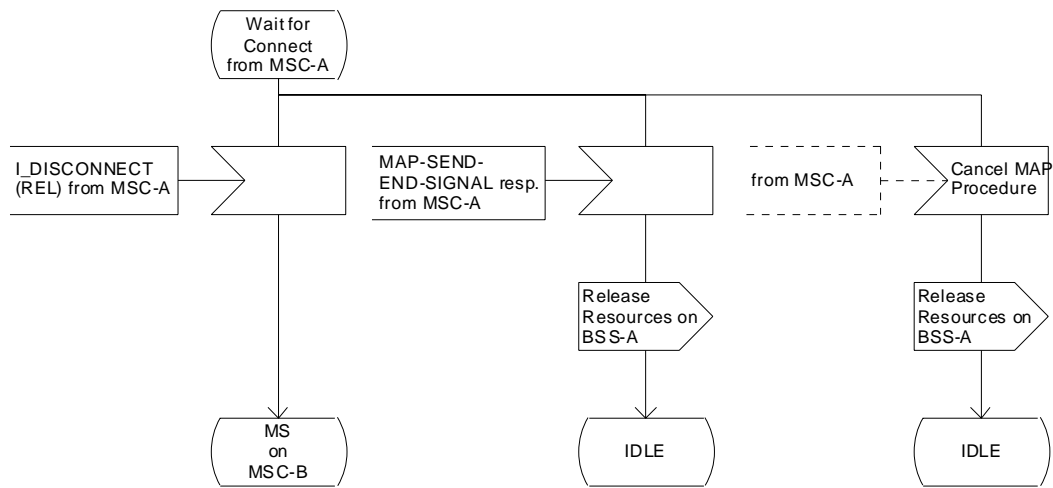 Wait for
Connect
from MSC-A
I_DISCONNECT
(REL) from MSC-A
MAP-SEND-
END-SIGNAL resp.
from MSC-A
from MSC-A
Cancel MAP
Procedure
Release
Resources on
BSS-A
Release
Resources on
BSS-A
MS
on
MSC-B
IDLE
IDLE